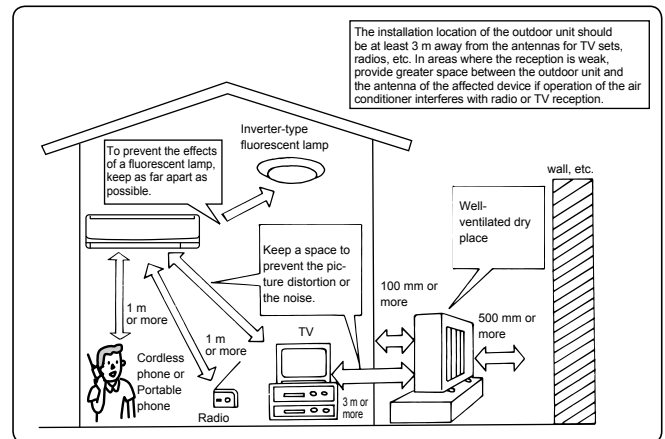 The installation location of the outdoor unit should
be at least 3 m away from the antennas for TV sets,
radios, etc. In areas where the reception is weak,
provide greater space between the outdoor unit and
the antenna of the affected device if operation of the air
conditioner interferes with radio or TV reception.
Inverter-type
fluorescent lamp
To prevent the effects
of a fluorescent lamp,
keep as far apart as
possible.
wall, etc.
Well-
ventilated dry
place
Keep a space to
prevent the pic-
ture distortion or
the noise.
100 mm or
more
500 mm or
more
1 m
or more
1 m
or more
TV
Cordless
phone or
Portable
phone
Radio
3 m or
more